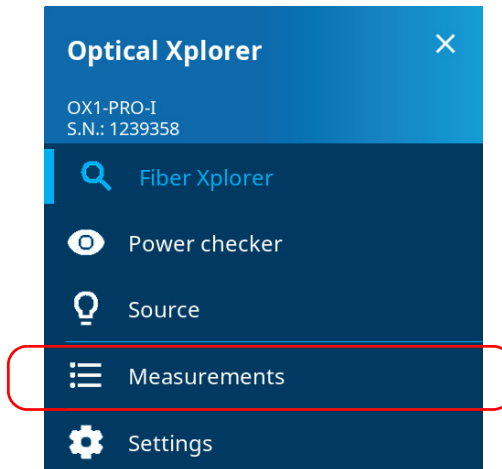 Optical Xplorer
OX1-PRO-I
S.N.: 1239358
Fiber Xplorer
Power checker
Source
Measurements
Settings